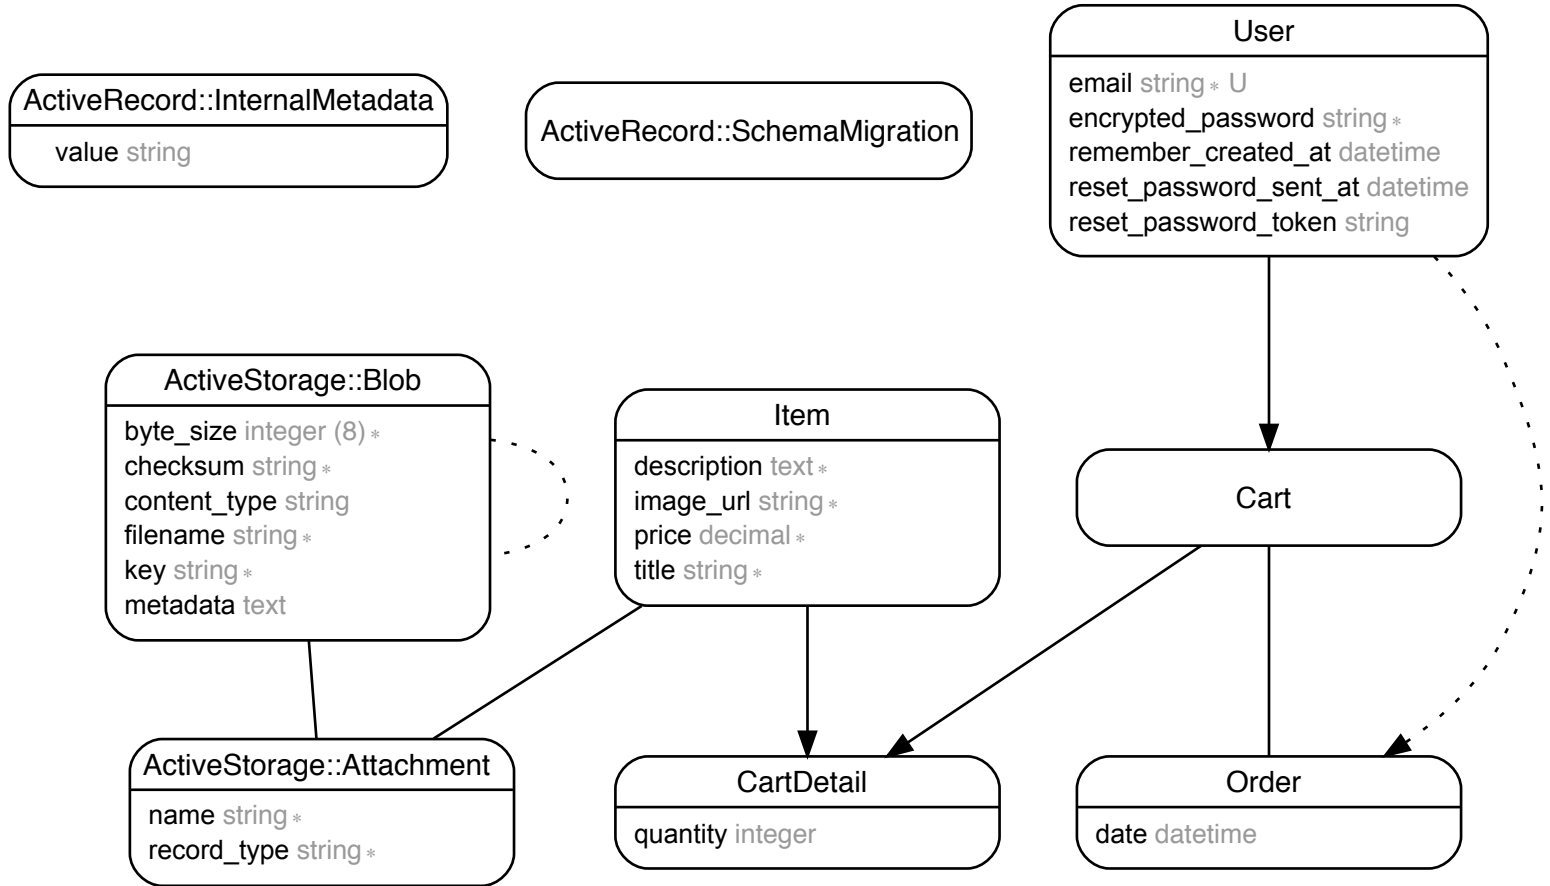 User
email string * U
encrypted_password string *
remember_created_at datetime
reset_password_sent_at datetime
reset_password_token string
ActiveRecord::InternalMetadata
value string
ActiveRecord::SchemaMigration
ActiveStorage::Blob
byte_size integer (8) *
checksum string *
content_type string
filename string *
key string *
metadata text
Item
description text *
image_url string *
price decimal *
title string *
Cart
ActiveStorage::Attachment
name string *
record_type string *
CartDetail
quantity integer
Order
date datetime